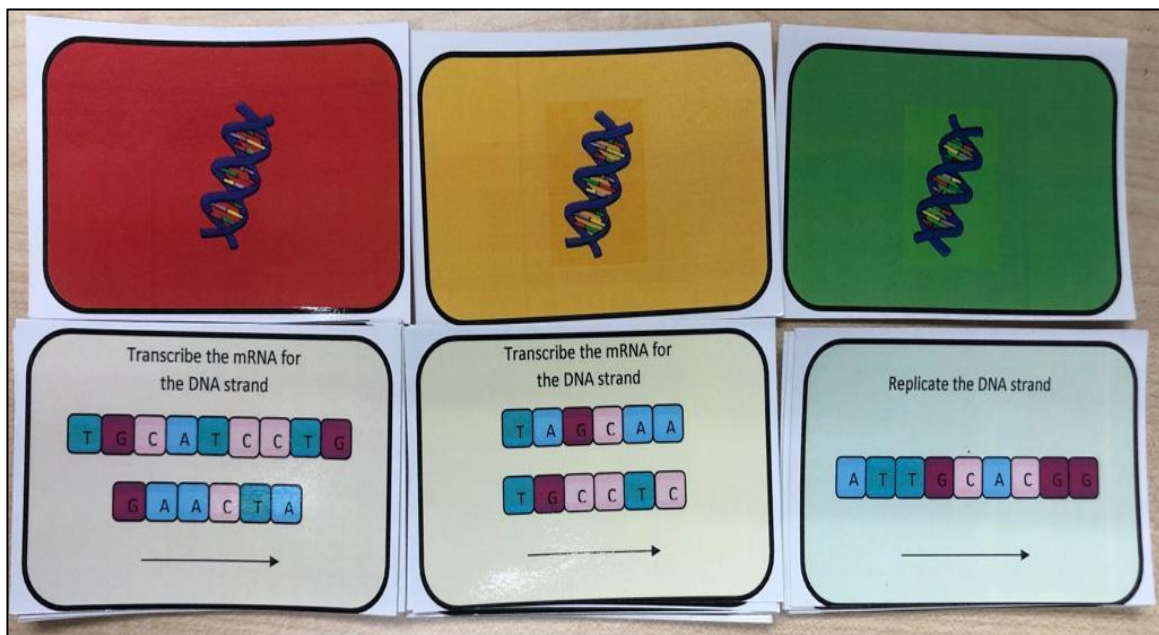 Transcribe the mRNA for
the DNA strand
T G C A T C C T G
G A A C T A
Transcribe the mRNA for
the DNA strand
T A G C A A
T G C C T C
Replicate the DNA strand
A T T G C A C G G